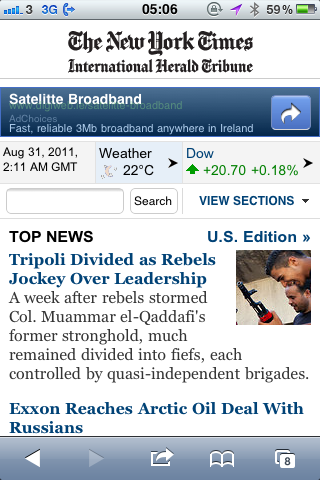 3 3G 05:06 59%
The New York Times
International Herald Tribune
Satelitte Broadband
www.digiweb.ie/satellite-broadband
AdChoices
Fast, reliable 3Mb broadband anywhere in Ireland
Aug 31, 2011,
2:11 AM GMT
Weather
22°C
Dow
+20.70 +0.18%
Search
VIEW SECTIONS
TOP NEWS
U.S. Edition »
Tripoli Divided as Rebels
Jockey Over Leadership
A week after rebels stormed
Col. Muammar el-Qaddafi's
former stronghold, much
remained divided into fiefs, each
controlled by quasi-independent brigades.
Exxon Reaches Arctic Oil Deal With
Russians
8